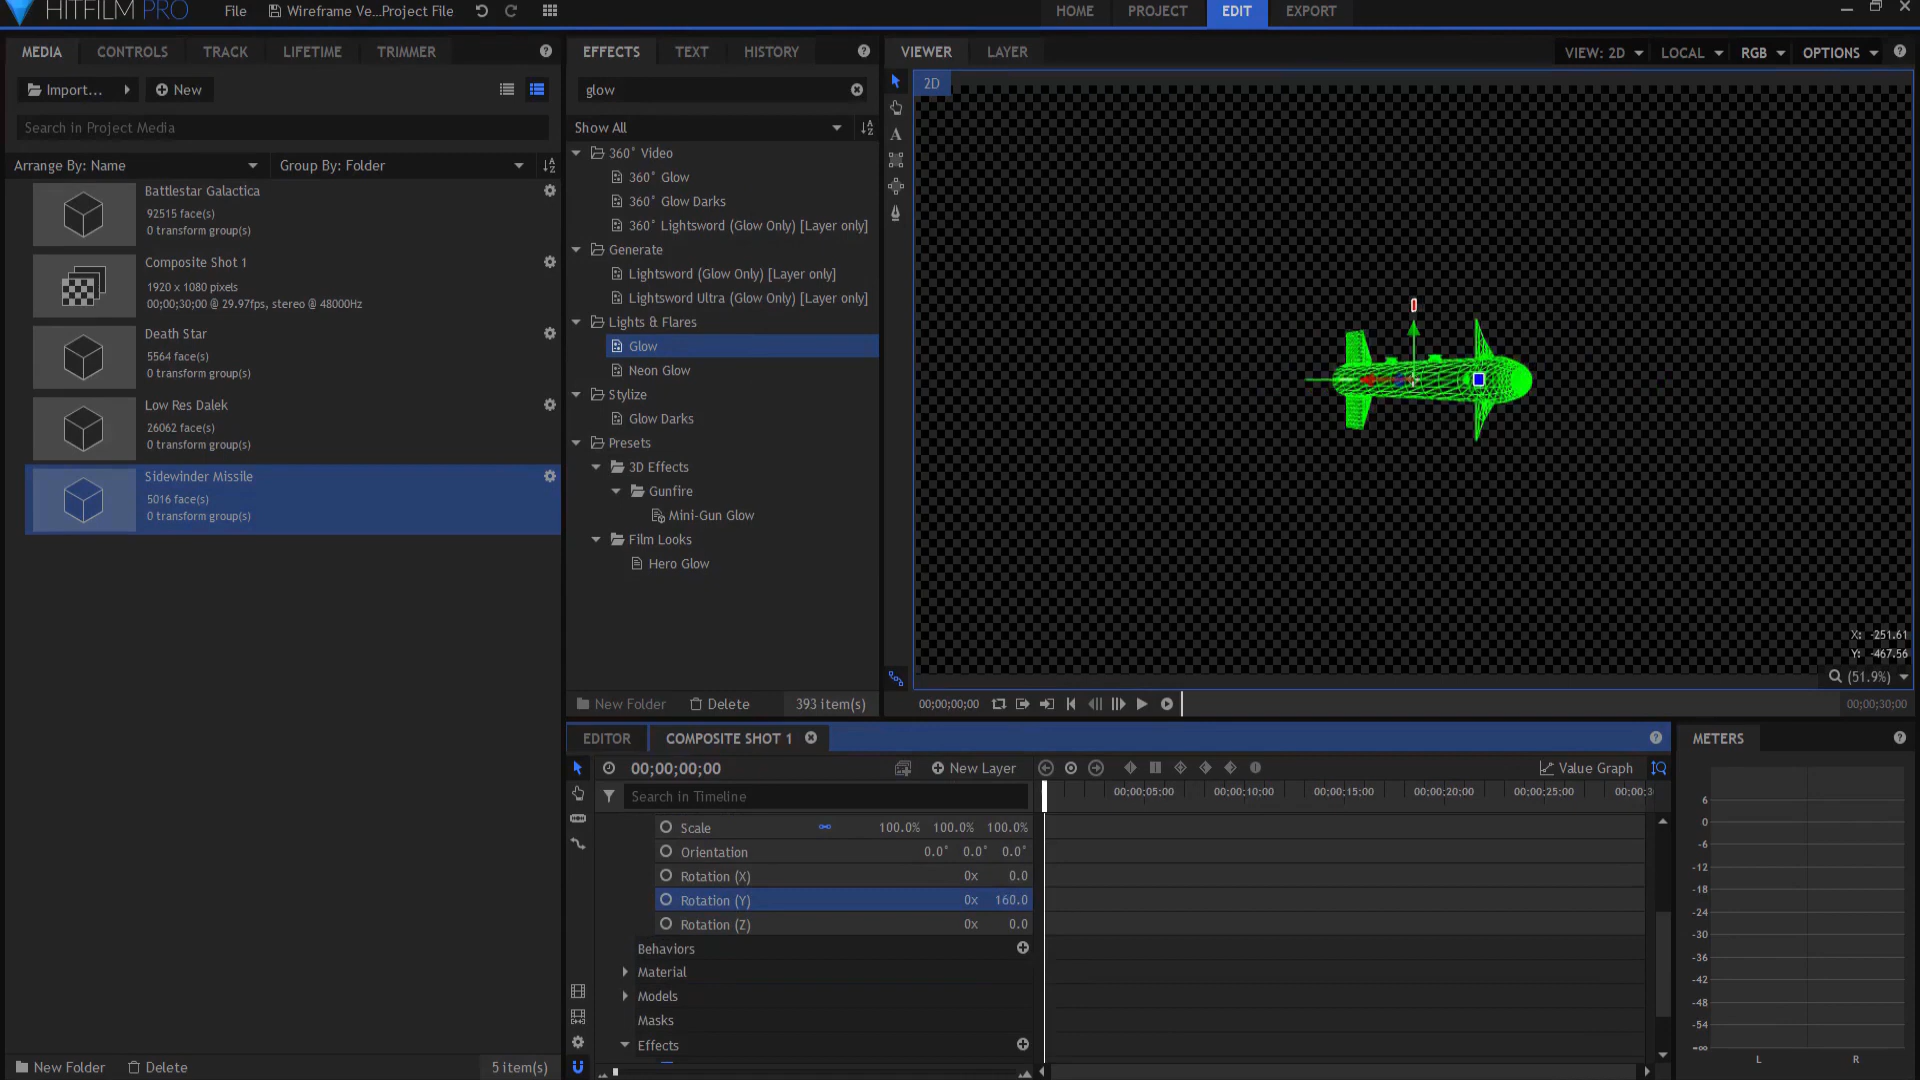 HITFILM PRO
File
Wireframe Ve...Project File
HOME
PROJECT
EDIT
EXPORT
MEDIA
CONTROLS
TRACK
LIFETIME
TRIMMER
Import...
New
Search in Project Media
Arrange By: Name
Group By: Folder
Battlestar Galactica
92515 face(s)
0 transform group(s)
Composite Shot 1
1920 x 1080 pixels
00;00;30;00 @ 29.97fps, stereo @ 48000Hz
Death Star
5564 face(s)
0 transform group(s)
Low Res Dalek
26062 face(s)
0 transform group(s)
Sidewinder Missile
5016 face(s)
0 transform group(s)
New Folder
Delete
5 item(s)
EFFECTS
TEXT
HISTORY
glow
Show All
360° Video
360° Glow
360° Glow Darks
360° Lightsword (Glow Only) [Layer only]
Generate
Lightsword (Glow Only) [Layer only]
Lightsword Ultra (Glow Only) [Layer only]
Lights & Flares
Glow
Neon Glow
Stylize
Glow Darks
Presets
3D Effects
Gunfire
Mini-Gun Glow
Film Looks
Hero Glow
New Folder
Delete
393 item(s)
VIEWER
LAYER
VIEW: 2D
LOCAL
RGB
OPTIONS
2D
X: -251.61
Y: -467.56
(51.9%)
00;00;00;00
00;00;30;00
EDITOR
COMPOSITE SHOT 1
00;00;00;00
New Layer
Value Graph
Search in Timeline
00;00;05;00
00;00;10;00
00;00;15;00
00;00;20;00
00;00;25;00
00;00;3
Scale 100.0% 100.0% 100.0%
Orientation 0.0° 0.0° 0.0°
Rotation (X) 0x 0.0
Rotation (Y) 0x 160.0
Rotation (Z) 0x 0.0
Behaviors
Material
Models
Masks
Effects
METERS
6
0
-6
-12
-18
-24
-30
-36
-42
-48
-54
-∞
L
R